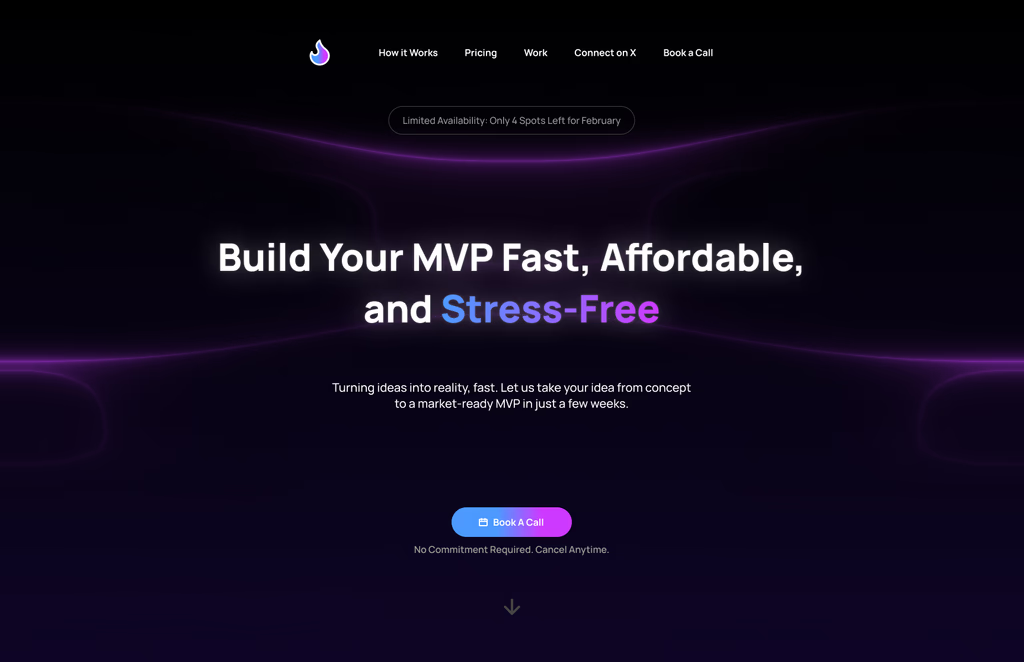 How it Works
Pricing
Work
Connect on X
Book a Call
Limited Availability: Only 4 Spots Left for February
Build Your MVP Fast, Affordable,
and Stress-Free
Turning ideas into reality, fast. Let us take your idea from concept
to a market-ready MVP in just a few weeks.
Book A Call
No Commitment Required. Cancel Anytime.